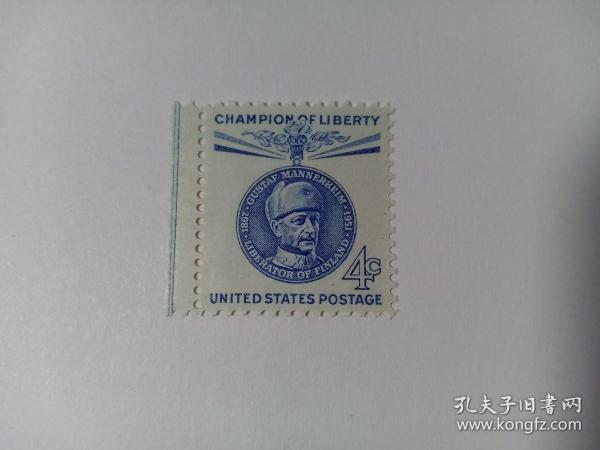 CHAMPION OF LIBERTY
1867 · GUSTAF MANNERHEIM · 1951
LIBERATOR OF FINLAND
4c
UNITED STATES POSTAGE
孔夫子旧书网
www.kongfz.com